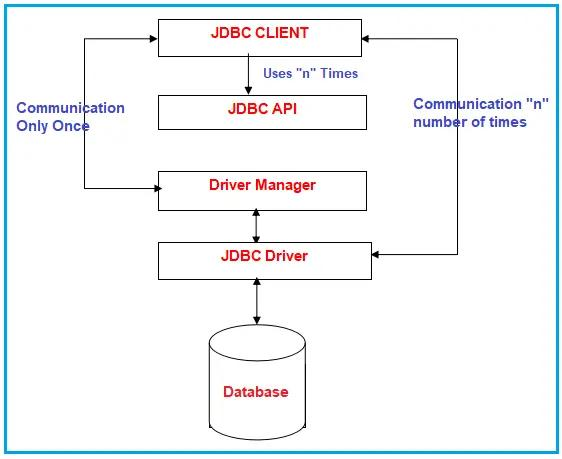 JDBC CLIENT
Uses "n" Times
Communication
Only Once
JDBC API
Communication "n"
number of times
Driver Manager
JDBC Driver
Database